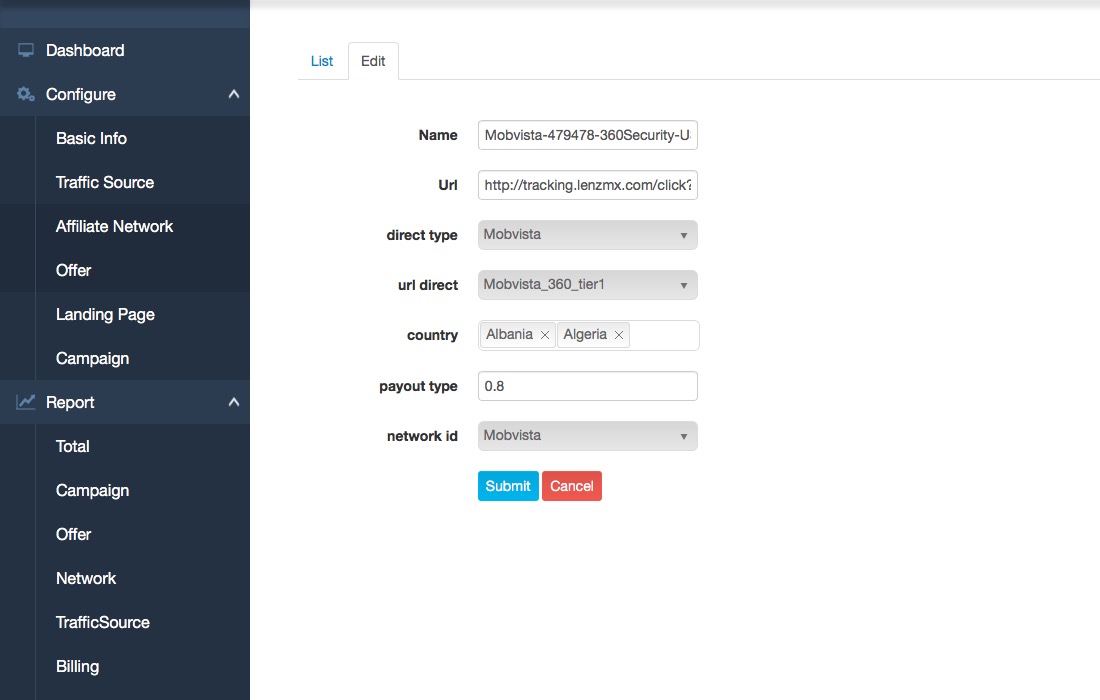 Dashboard
Configure
Basic Info
Traffic Source
Affiliate Network
Offer
Landing Page
Campaign
Report
Total
Campaign
Offer
Network
TrafficSource
Billing
List Edit
Name Mobvista-479478-360Security-U
Url http://tracking.lenzmx.com/click?
direct type Mobvista
url direct Mobvista_360_tier1
country Albania × Algeria ×
payout type 0.8
network id Mobvista
Submit Cancel